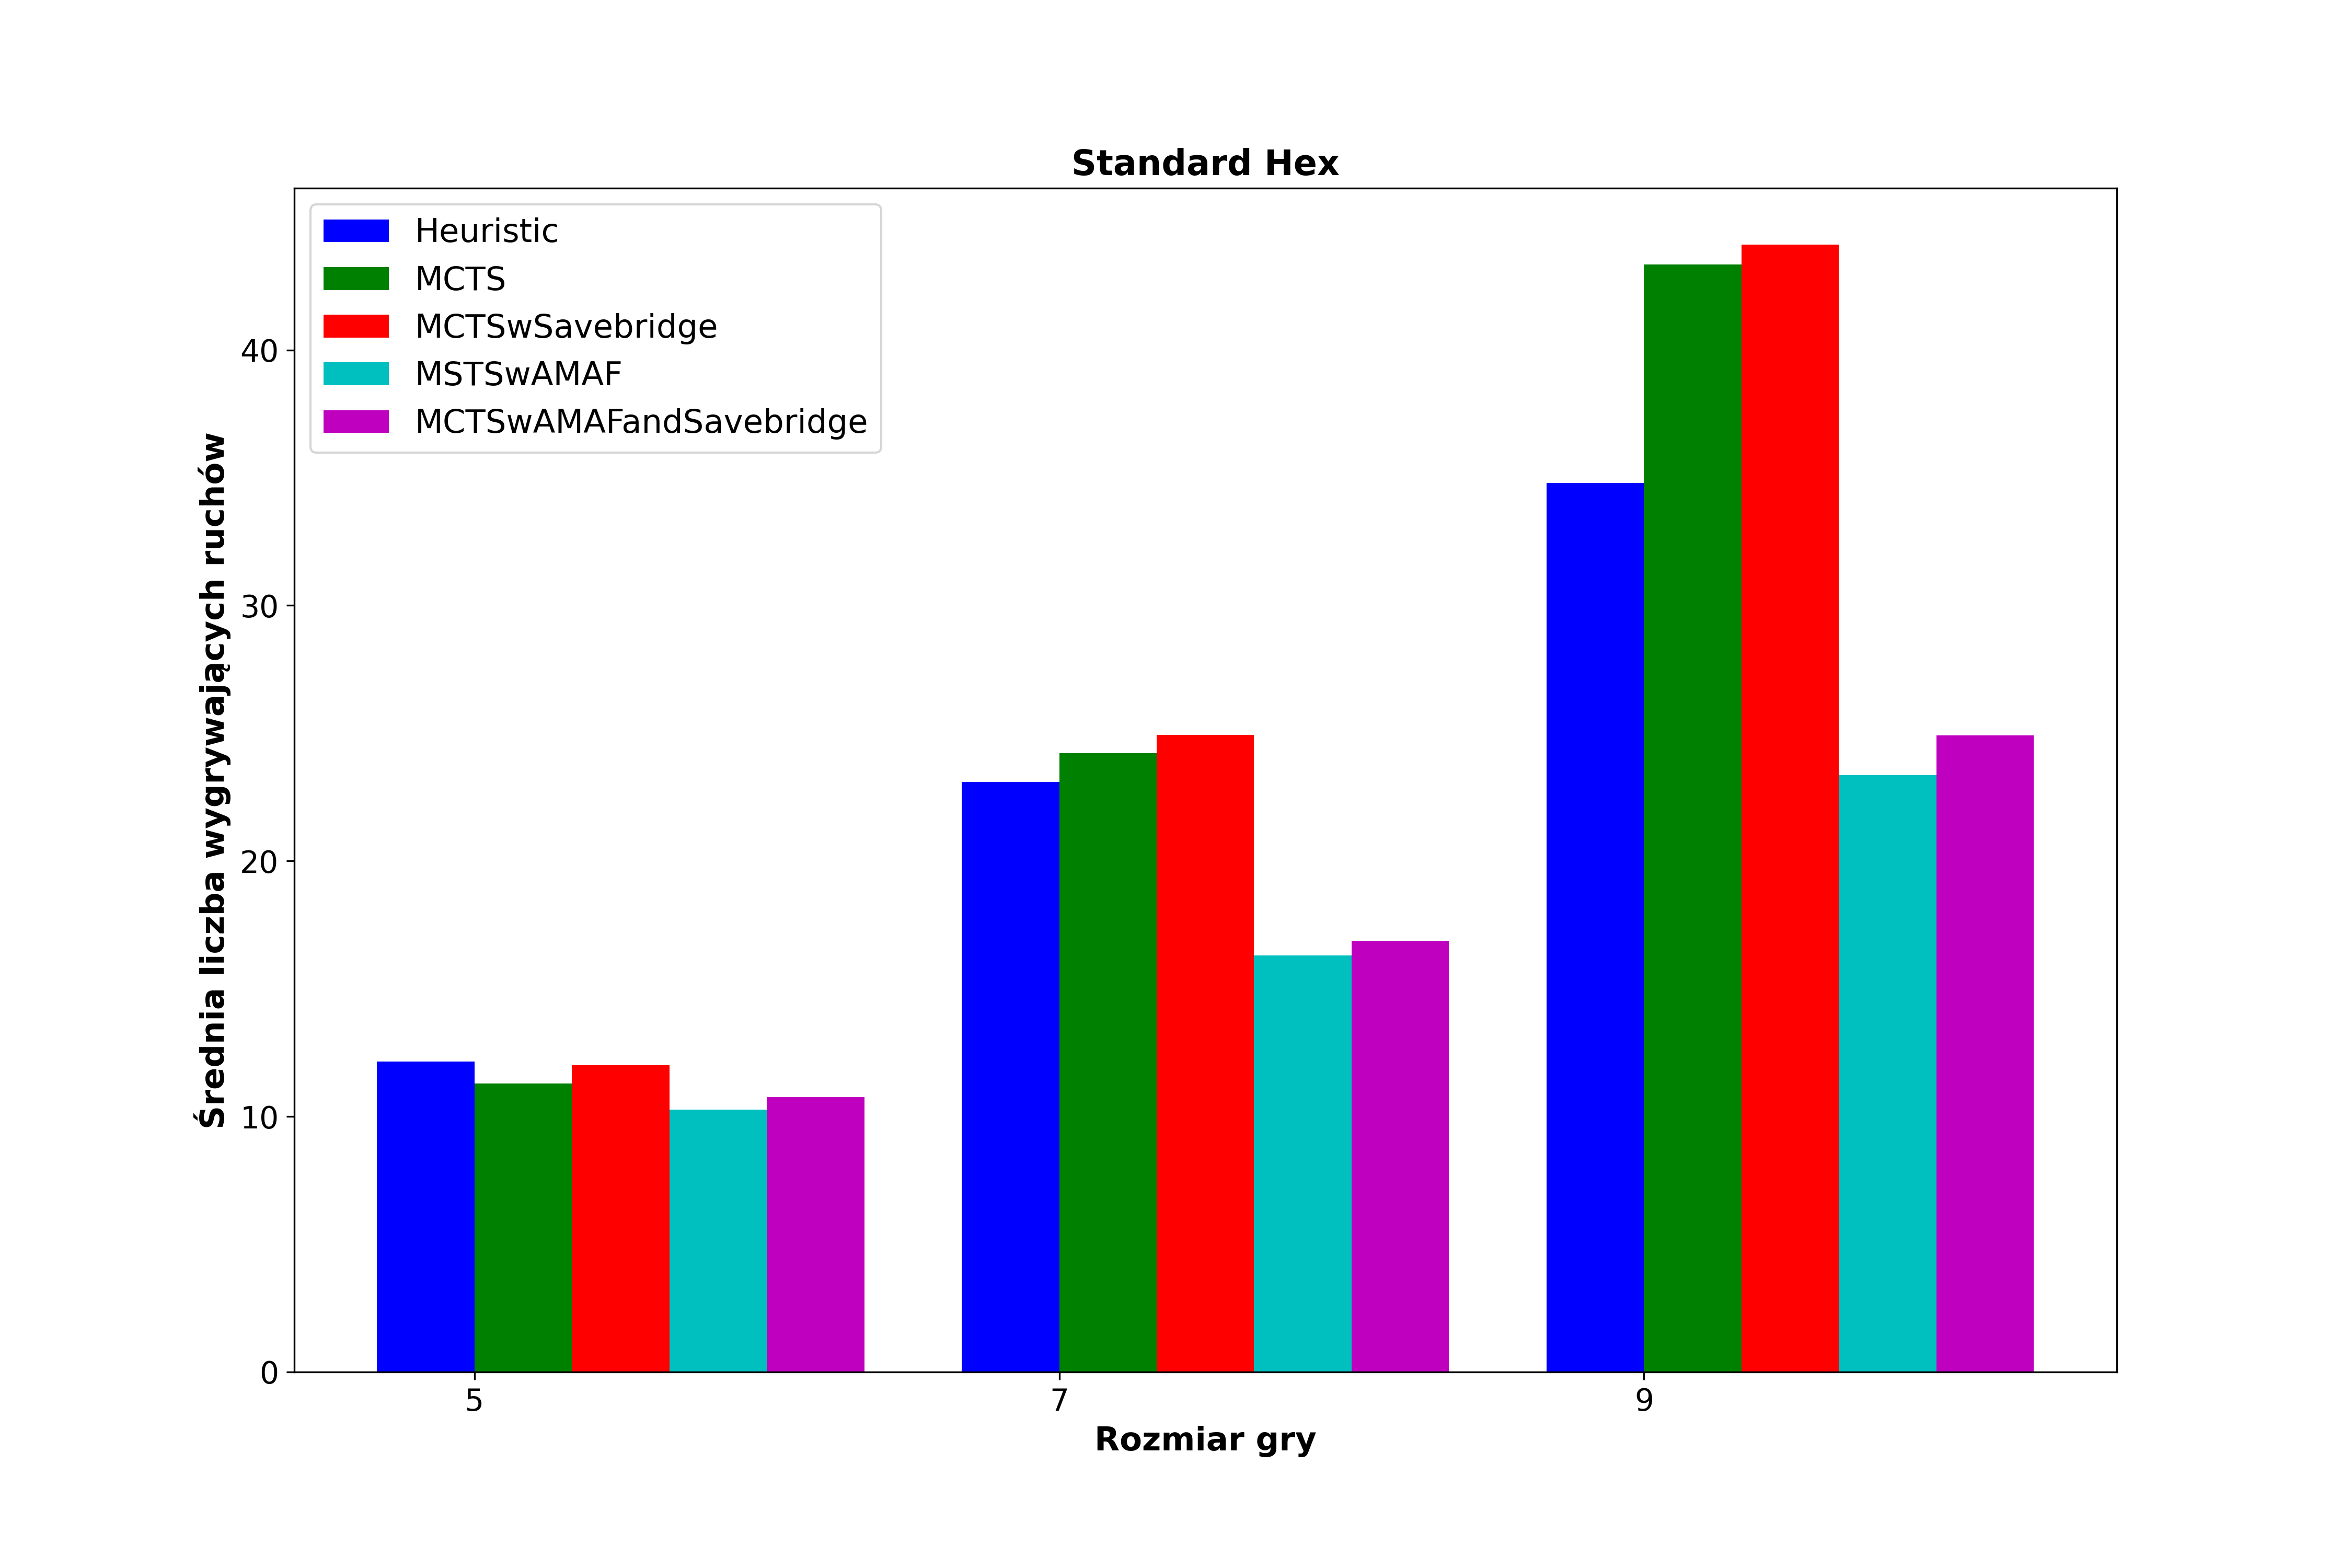 Standard Hex
Heuristic
MCTS
MCTSwSavebridge
MSTSwAMAF
MCTSwAMAFandSavebridge
Średnia liczba wygrywających ruchów
40
30
20
10
0
5
7
9
Rozmiar gry